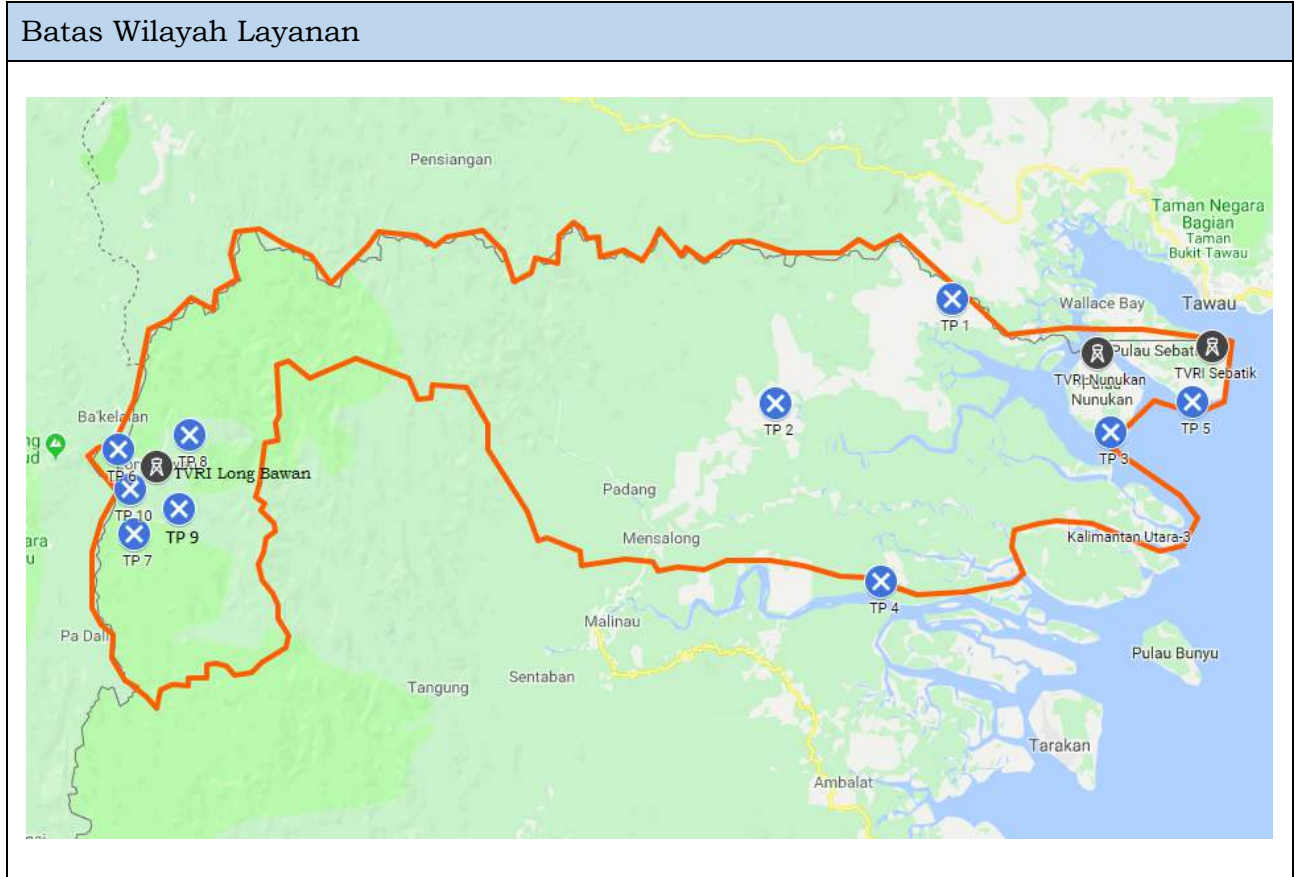 Batas Wilayah Layanan
Pensiangan
Taman Negara
Bagian
Taman
Bukit Tawau
Wallace Bay
Tawau
TP 1
TVRI Nunukan
Nunukan
TVRI Sebatik
TP 2
TP 5
TP 3
Ba'kelalan
TP 8
TP 6
TVRI Long Bawan
TP 10
TP 9
TP 7
Padang
Mensalong
Kalimantan Utara-3
TP 4
Malinau
Pa Dali
Pulau Bunyu
Sentaban
Tangung
Tarakan
Ambalat